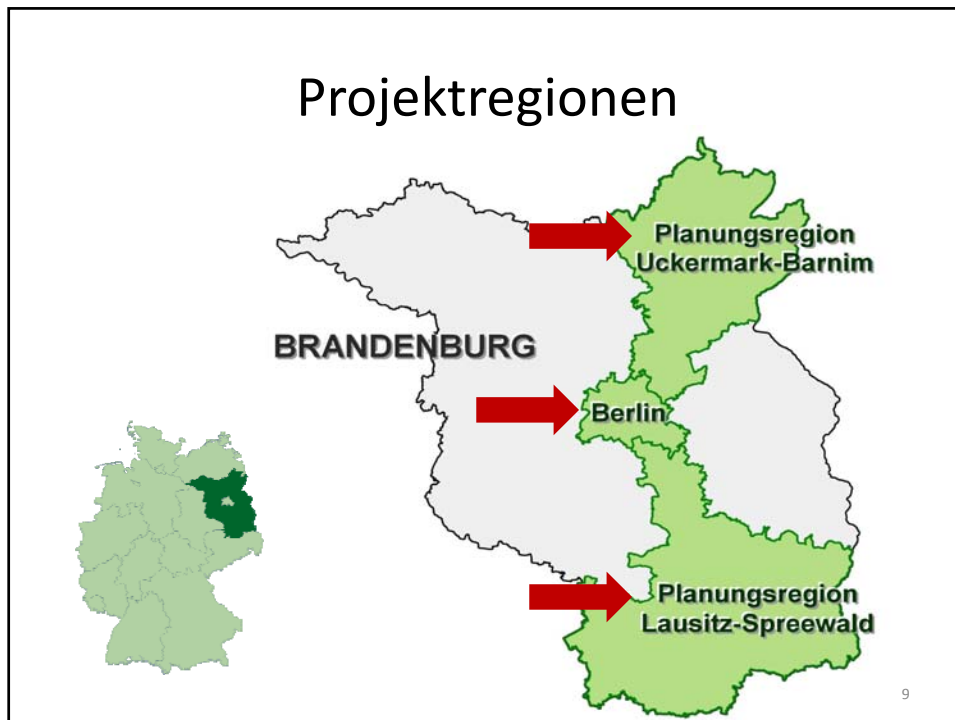 Projektregionen
Planungsregion
Uckermark-Barnim
BRANDENBURG
Berlin
Planungsregion
Lausitz-Spreewald
9